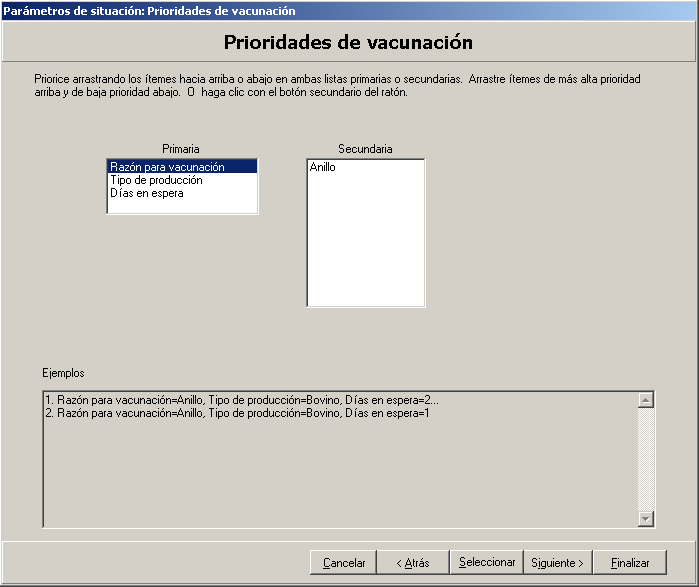 Parámetros de situación: Prioridades de vacunación
Prioridades de vacunación
Priorice arrastrando los ítemes hacia arriba o abajo en ambas listas primarias o secundarias. Arrastre ítemes de más alta prioridad
arriba y de baja prioridad abajo. O haga clic con el botón secundario del ratón.
Primaria
Razón para vacunación
Tipo de producción
Días en espera
Secundaria
Anillo
Ejemplos
1. Razón para vacunación=Anillo, Tipo de producción=Bovino, Días en espera=2...
2. Razón para vacunación=Anillo, Tipo de producción=Bovino, Días en espera=1
Cancelar
< Atrás
Seleccionar
Siguiente >
Finalizar